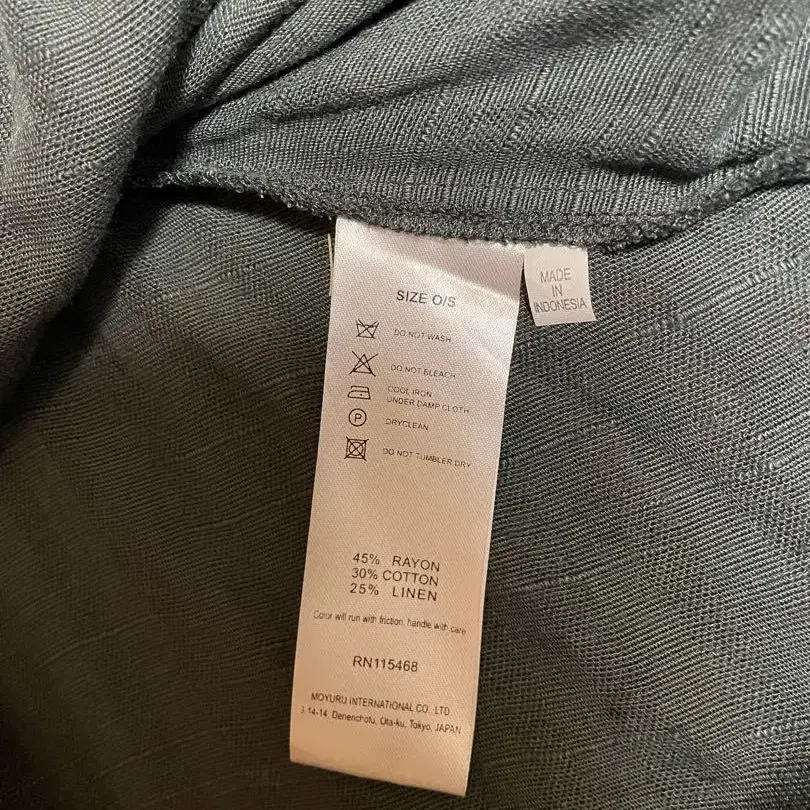 SIZE O/S
DO NOT WASH
DO NOT BLEACH
COOL IRON
UNDER DAMP CLOTH
P
DRYCLEAN
DO NOT TUMBLER DRY
45% RAYON
30% COTTON
25% LINEN
Color will run with friction, handle with care
RN115468
MOYURU INTERNATIONAL CO., LTD
3-14-14, Denenchofu, Ota-ku, Tokyo, JAPAN
MADE
IN
INDONESIA